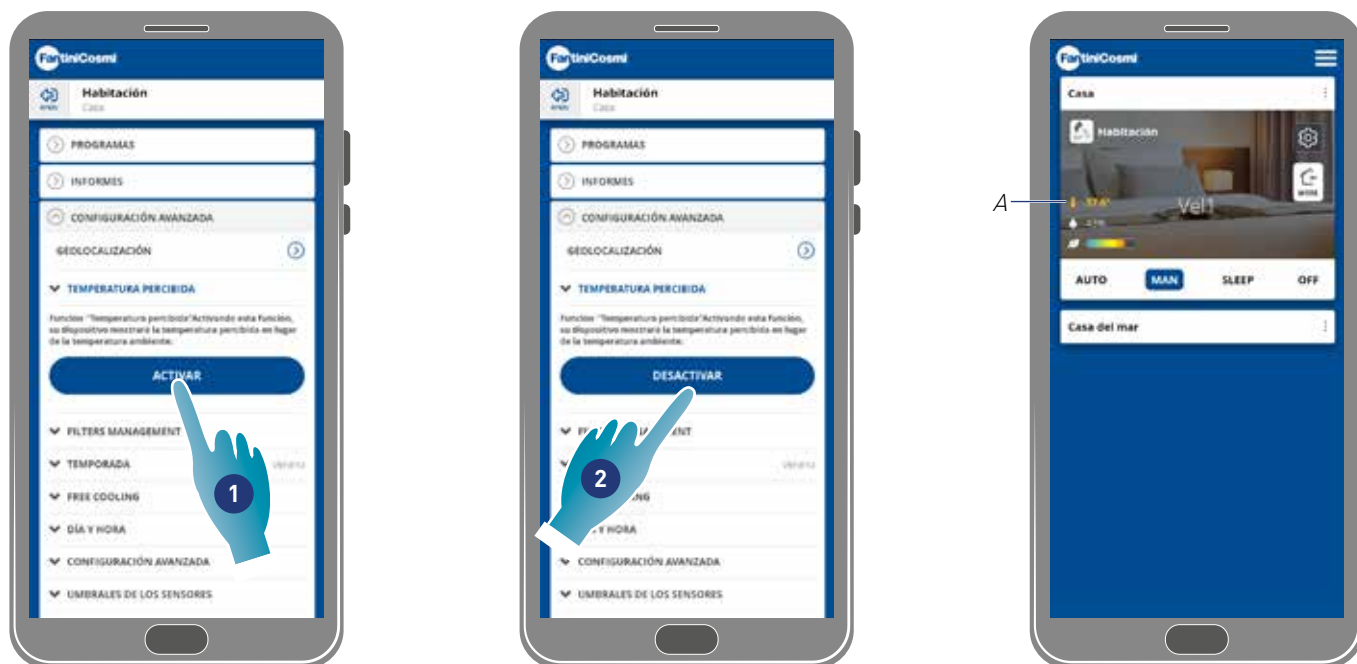 FantiniCosmi
Habitación
Casa
PROGRAMAS
INFORMES
CONFIGURACIÓN AVANZADA
GEOLOCALIZACIÓN
TEMPERATURA PERCIBIDA
Función "Temperatura percibida"Activando esta función,
su dispositivo mostrará la temperatura percibida en lugar
de la temperatura ambiente.
ACTIVAR
FILTERS MANAGEMENT
TEMPORADA
Verano
FREE COOLING
1
DÍA Y HORA
CONFIGURACIÓN AVANZADA
UMBRALES DE LOS SENSORES
FantiniCosmi
Habitación
Casa
PROGRAMAS
INFORMES
CONFIGURACIÓN AVANZADA
GEOLOCALIZACIÓN
TEMPERATURA PERCIBIDA
Función "Temperatura percibida"Activando esta función,
su dispositivo mostrará la temperatura percibida en lugar
de la temperatura ambiente.
DESACTIVAR
Verano
2
HORA
CONFIGURACIÓN AVANZADA
UMBRALES DE LOS SENSORES
FantiniCosmi
Casa
Habitación
A
Vel1
AUTO MAN SLEEP OFF
Casa del mar